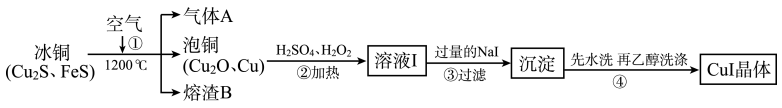 空气
①
1200℃
冰铜
(Cu₂S、FeS)
气体A
泡铜
(Cu₂O、Cu)
熔渣B
H₂SO₄、H₂O₂
②加热
溶液I
过量的NaI
③过滤
沉淀
先水洗 再乙醇洗涤
④
CuI晶体